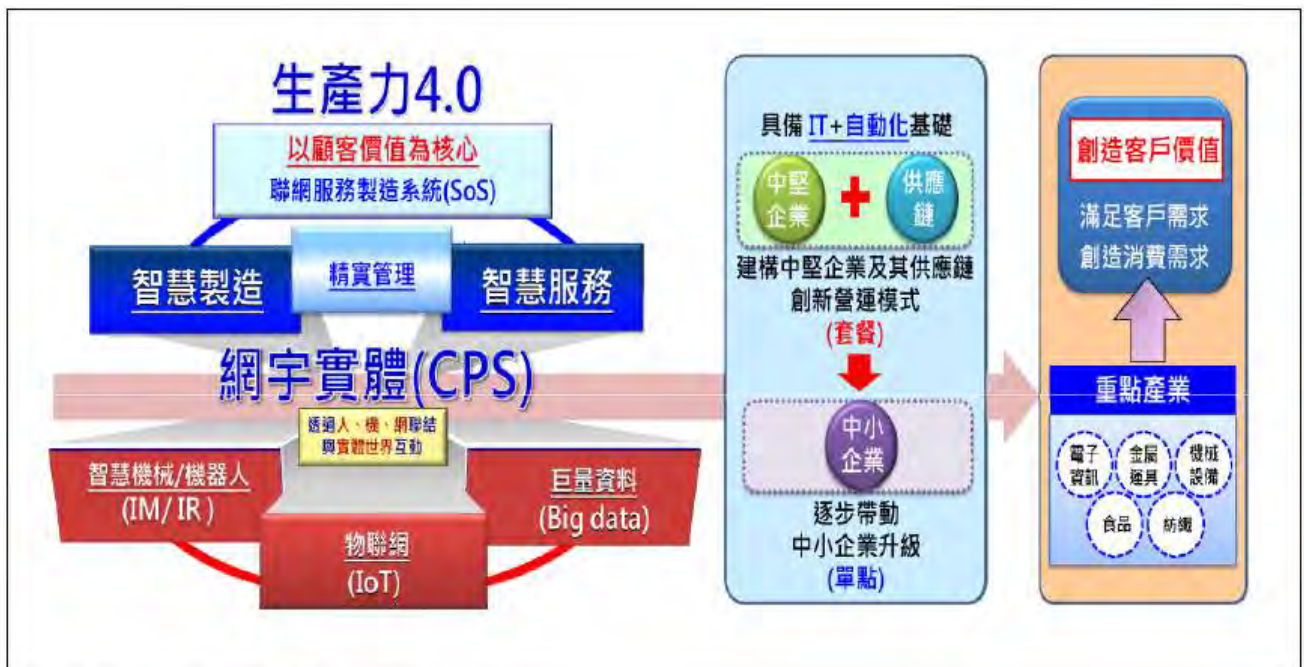 生產力4.0
以顧客價值為核心
聯網服務製造系統(SoS)
智慧製造
精實管理
智慧服務
網宇實體(CPS)
透過人、機、網聯結
與實體世界互動
智慧機械/機器人
(IM/ IR )
物聯網
(IoT)
巨量資料
(Big data)
具備 IT+自動化基礎
中堅
企業
供應
鏈
建構中堅企業及其供應鏈
創新營運模式
(套餐)
中小
企業
逐步帶動
中小企業升級
(單點)
創造客戶價值
滿足客戶需求
創造消費需求
重點產業
電子
資訊
金屬
運具
機械
設備
食品
紡織